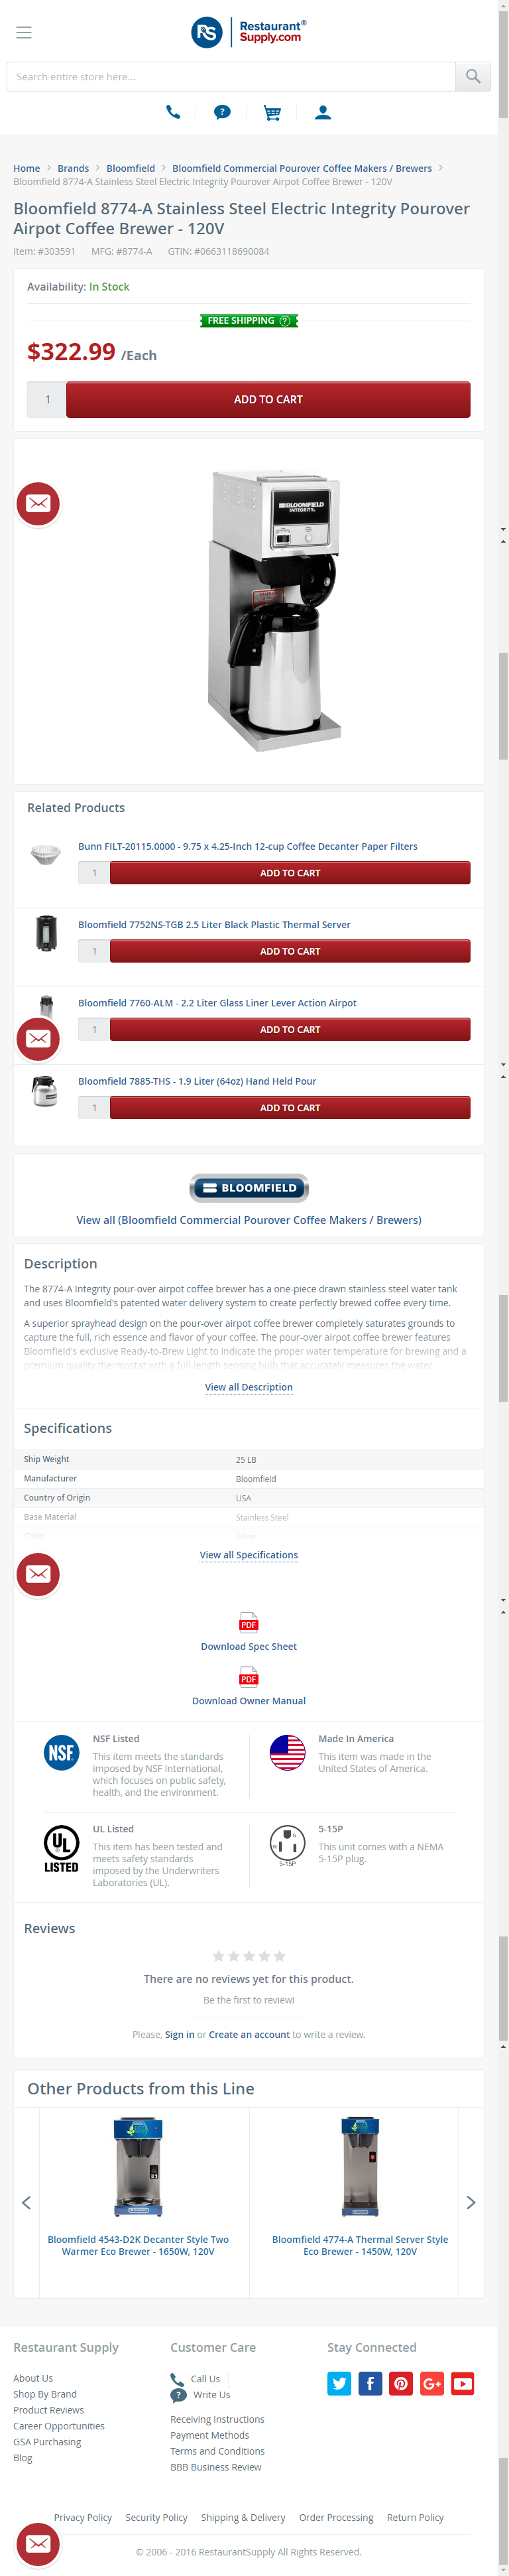 Restaurant®
Supply.com
RS
Search entire store here...
Home > Brands > Bloomfield > Bloomfield Commercial Pourover Coffee Makers / Brewers >
Bloomfield 8774-A Stainless Steel Electric Integrity Pourover Airpot Coffee Brewer - 120V
Bloomfield 8774-A Stainless Steel Electric Integrity Pourover
Airpot Coffee Brewer - 120V
Item: #303591 MFG: #8774-A GTIN: #0663118690084
Availability: In Stock
FREE SHIPPING ?
$322.99 /Each
1 ADD TO CART
BLOOMFIELD
INTEGRITY
Related Products
Bunn FILT-20115.0000 - 9.75 x 4.25-Inch 12-cup Coffee Decanter Paper Filters
1 ADD TO CART
Bloomfield 7752NS-TGB 2.5 Liter Black Plastic Thermal Server
1 ADD TO CART
Bloomfield 7760-ALM - 2.2 Liter Glass Liner Lever Action Airpot
1 ADD TO CART
Bloomfield 7885-THS - 1.9 Liter (64oz) Hand Held Pour
1 ADD TO CART
BLOOMFIELD
View all (Bloomfield Commercial Pourover Coffee Makers / Brewers)
Description
The 8774-A Integrity pour-over airpot coffee brewer has a one-piece drawn stainless steel water tank
and uses Bloomfield's patented water delivery system to create perfectly brewed coffee every time.
A superior sprayhead design on the pour-over airpot coffee brewer completely saturates grounds to
capture the full, rich essence and flavor of your coffee. The pour-over airpot coffee brewer features
Bloomfield's exclusive Ready-to-Brew Light to indicate the proper water temperature for brewing and a
premium quality thermostat with a full-length sensing bulb that accurately measures the water
View all Description
Specifications
Ship Weight 25 LB
Manufacturer Bloomfield
Country of Origin USA
Base Material Stainless Steel
Color Silver
View all Specifications
PDF
Download Spec Sheet
PDF
Download Owner Manual
NSF
NSF Listed
This item meets the standards
imposed by NSF International,
which focuses on public safety,
health, and the environment.
Made In America
This item was made in the
United States of America.
UL
LISTED
UL Listed
This item has been tested and
meets safety standards
imposed by the Underwriters
Laboratories (UL).
G
W
5-15P
5-15P
This unit comes with a NEMA
5-15P plug.
Reviews
There are no reviews yet for this product.
Be the first to review!
Please, Sign in or Create an account to write a review.
Other Products from this Line
Bloomfield 4543-D2K Decanter Style Two
Warmer Eco Brewer - 1650W, 120V
Bloomfield 4774-A Thermal Server Style
Eco Brewer - 1450W, 120V
Restaurant Supply
About Us
Shop By Brand
Product Reviews
Career Opportunities
GSA Purchasing
Blog
Customer Care
Call Us
? Write Us
Receiving Instructions
Payment Methods
Terms and Conditions
BBB Business Review
Stay Connected
f
G+
Privacy Policy Security Policy Shipping & Delivery Order Processing Return Policy
© 2006 - 2016 RestaurantSupply All Rights Reserved.